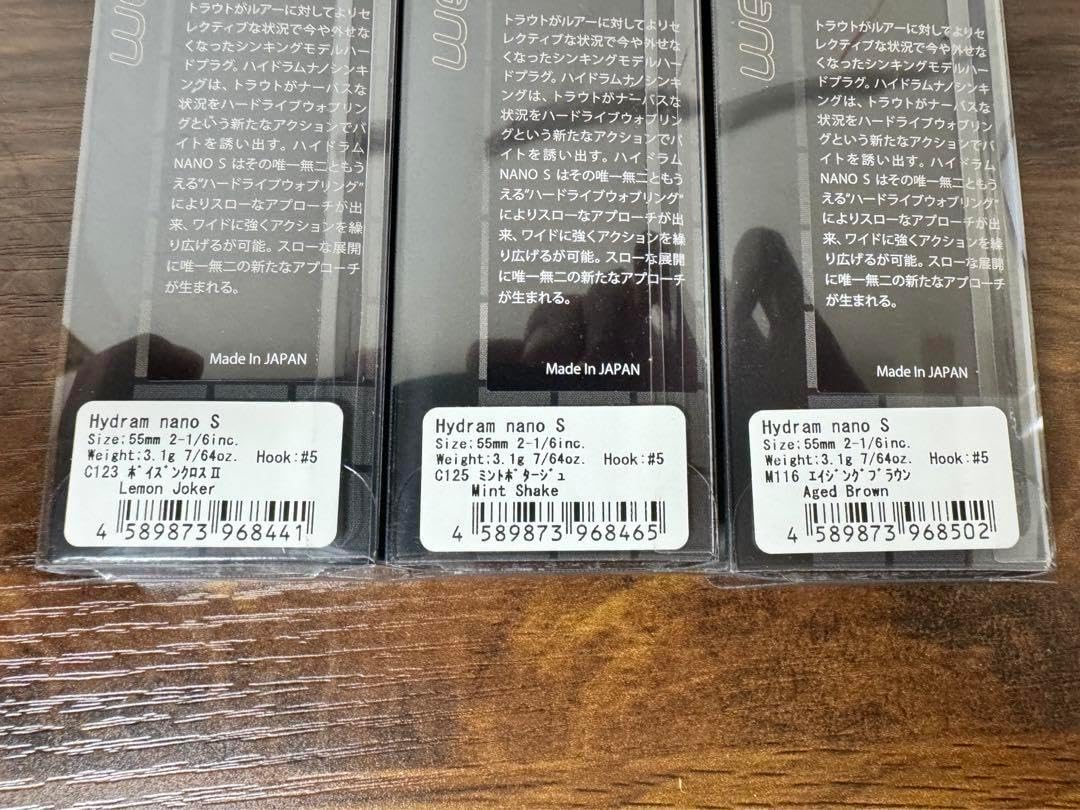 トラウトがルアーに対してよりセ
レクティブな状況で今や外せな
くなったシンキングモデルハー
ドプラグ。ハイドラムナノシンキ
ングは、トラウトがナーバスな
状況をハードライブウォブリン
グという新たなアクションでバ
イトを誘い出す。ハイドラム
NANO S はその唯一無二ともう
える"ハードライブウォブリング"
によりスローなアプローチが出
来、ワイドに強くアクションを繰
り広げるが可能。スローな展開
に唯一無二の新たなアプローチ
が生まれる。
Made In JAPAN
Hydram nano S
Size:55mm 2-1/6inc.
Weight:3.1g 7/64oz. Hook:#5
C123 ﾎﾟｲｽﾞﾝｸﾛｽⅡ
Lemon Joker
4 589873 968441
トラウトがルアーに対してよりセ
レクティブな状況で今や外せな
くなったシンキングモデルハー
ドプラグ。ハイドラムナノシンキ
ングは、トラウトがナーバスな
状況をハードライブウォブリン
グという新たなアクションでバ
イトを誘い出す。ハイドラム
NANO S はその唯一無二ともう
える"ハードライブウォブリング"
によりスローなアプローチが出
来、ワイドに強くアクションを繰
り広げるが可能。スローな展開
に唯一無二の新たなアプローチ
が生まれる。
Made In JAPAN
Hydram nano S
Size:55mm 2-1/6inc.
Weight:3.1g 7/64oz. Hook:#5
C125 ﾐﾝﾄﾎﾟﾀｰｼﾞｭ
Mint Shake
4 589873 968465
トラウトがルアーに対してよりセ
レクティブな状況で今や外せな
くなったシンキングモデルハー
ドプラグ。ハイドラムナノシンキ
ングは、トラウトがナーバスな
状況をハードライブウォブリン
グという新たなアクションでバ
イトを誘い出す。ハイドラム
NANO S はその唯一無二ともう
える"ハードライブウォブリング"
によりスローなアプローチが出
来、ワイドに強くアクションを繰
り広げるが可能。スローな展開
に唯一無二の新たなアプローチ
が生まれる。
Made In JAPAN
Hydram nano S
Size:55mm 2-1/6inc.
Weight:3.1g 7/64oz. Hook:#5
M116 ｴｲｼﾞﾝｸﾞﾌﾞﾗｳﾝ
Aged Brown
4 589873 968502